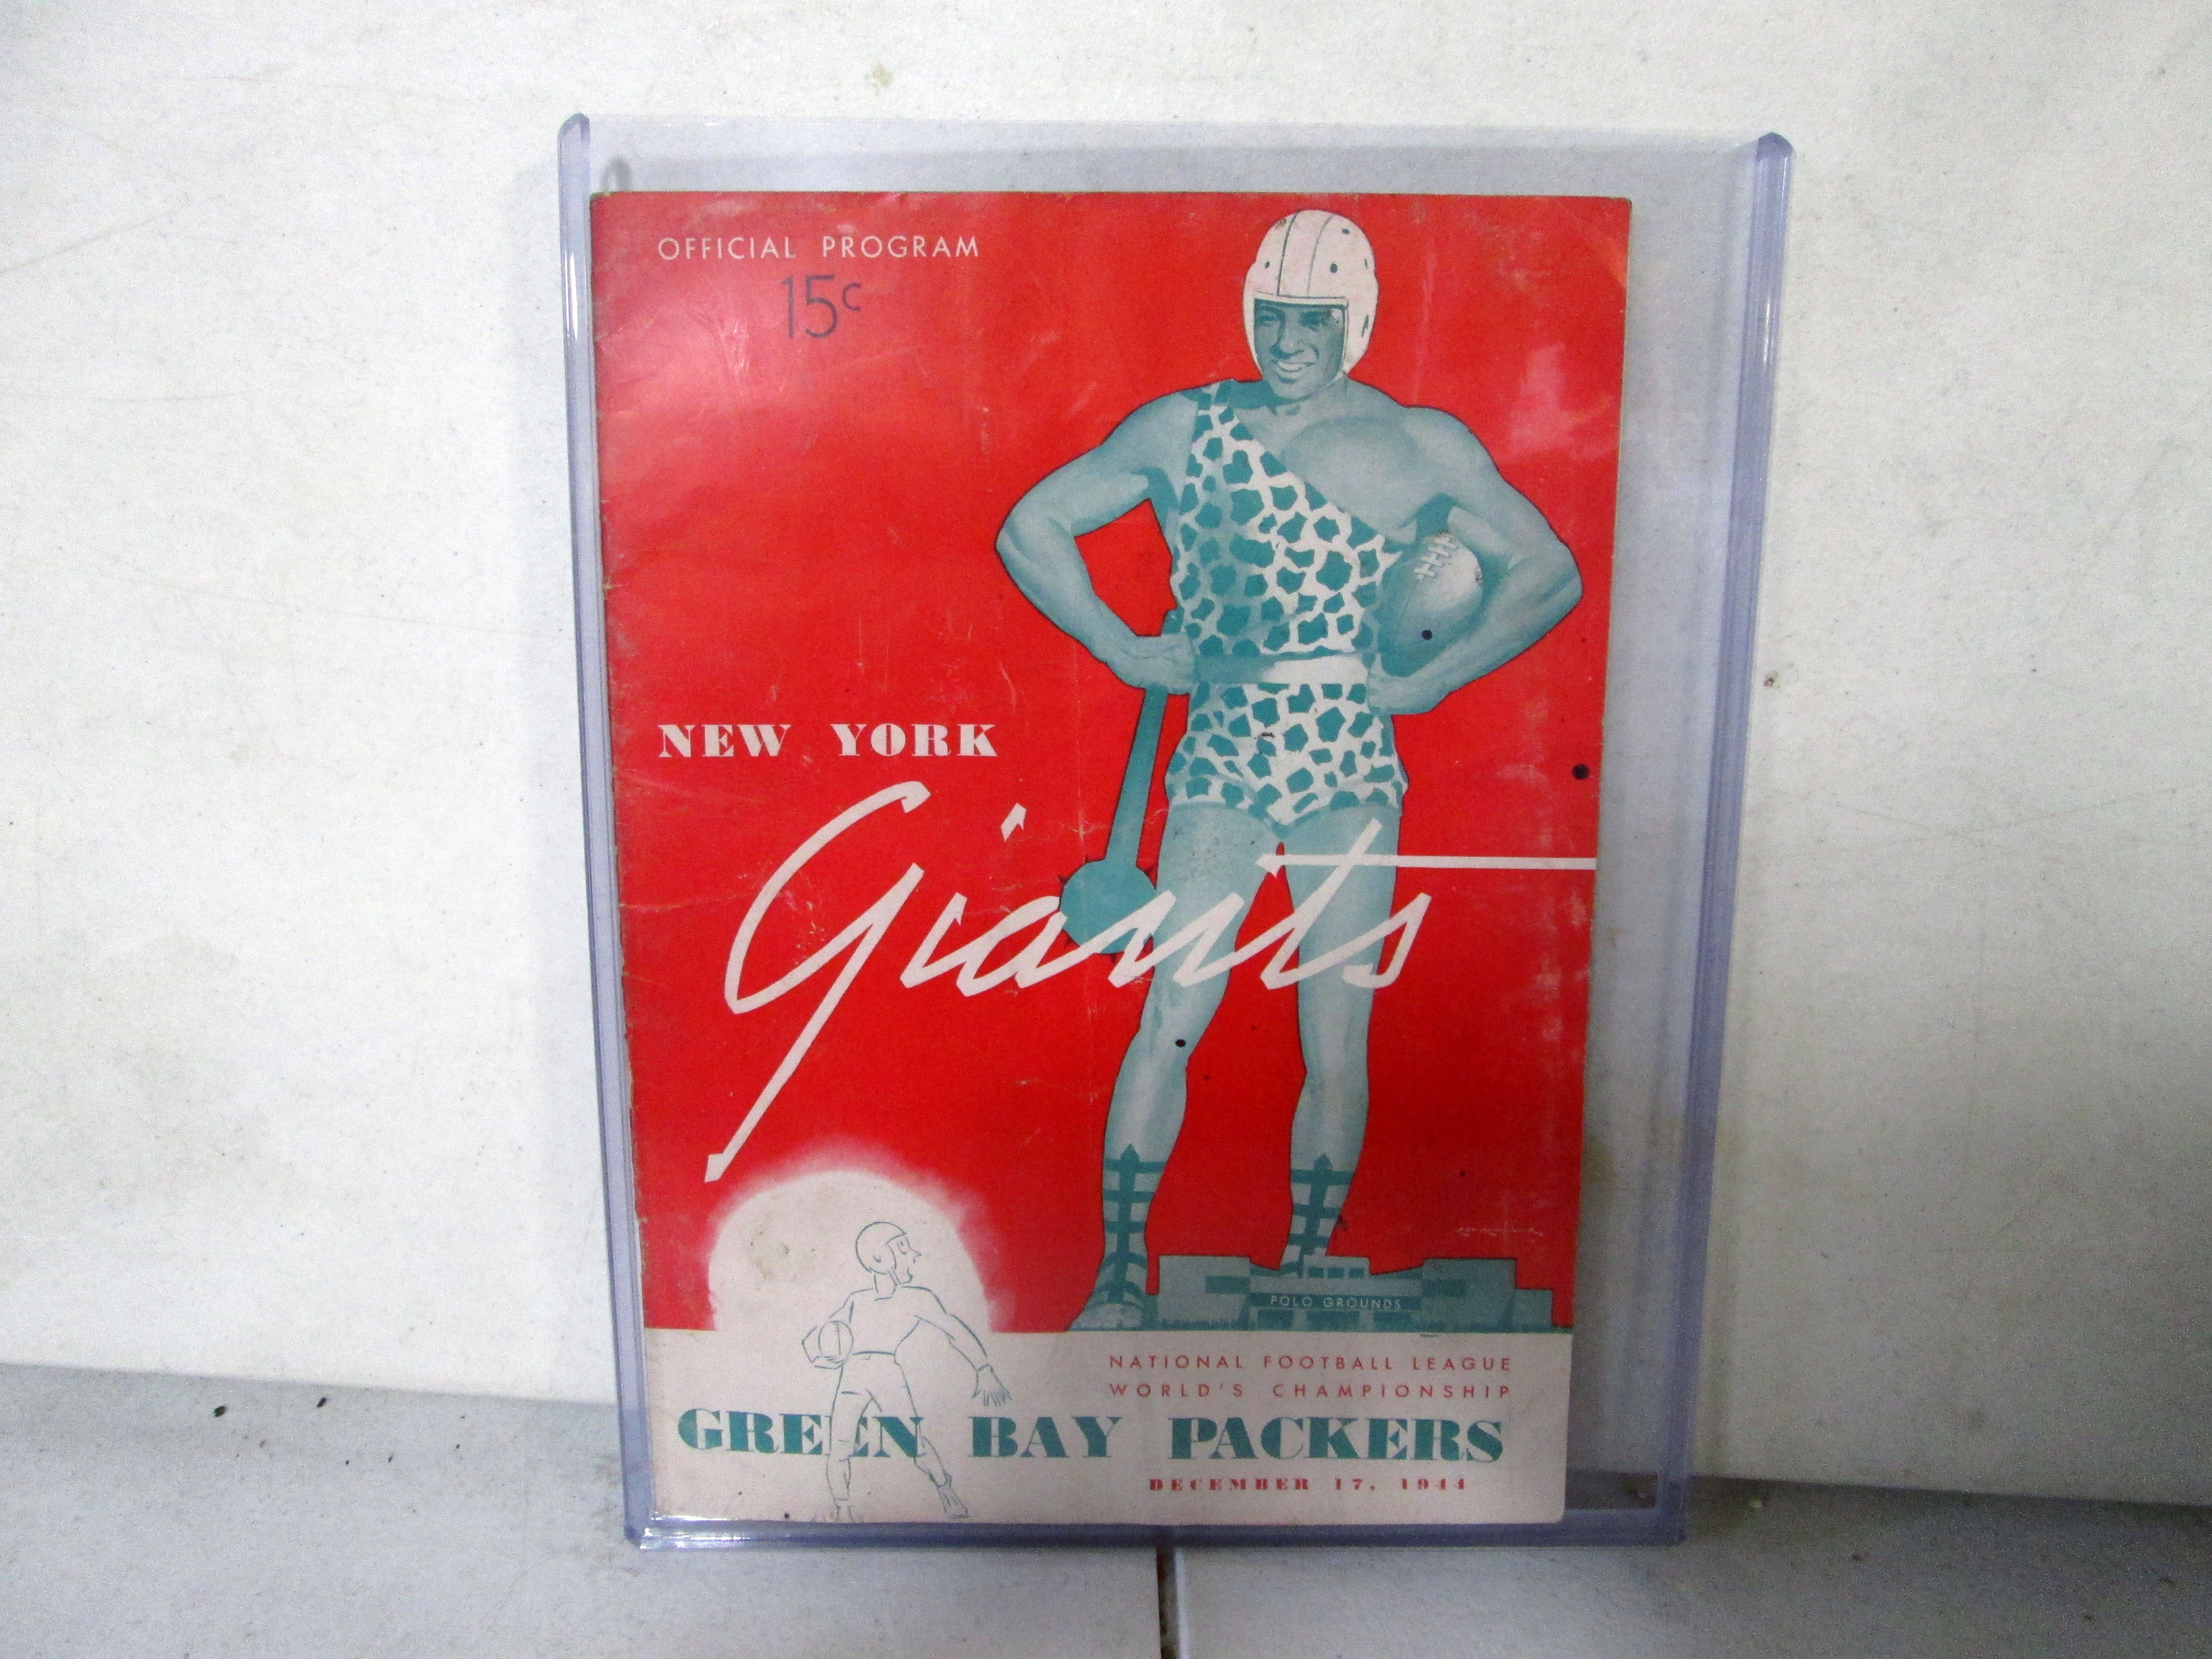 OFFICIAL PROGRAM
15c
NEW YORK
Giants
POLO GROUNDS
NATIONAL FOOTBALL LEAGUE
WORLD'S CHAMPIONSHIP
GREEN BAY PACKERS
DECEMBER 17, 1944